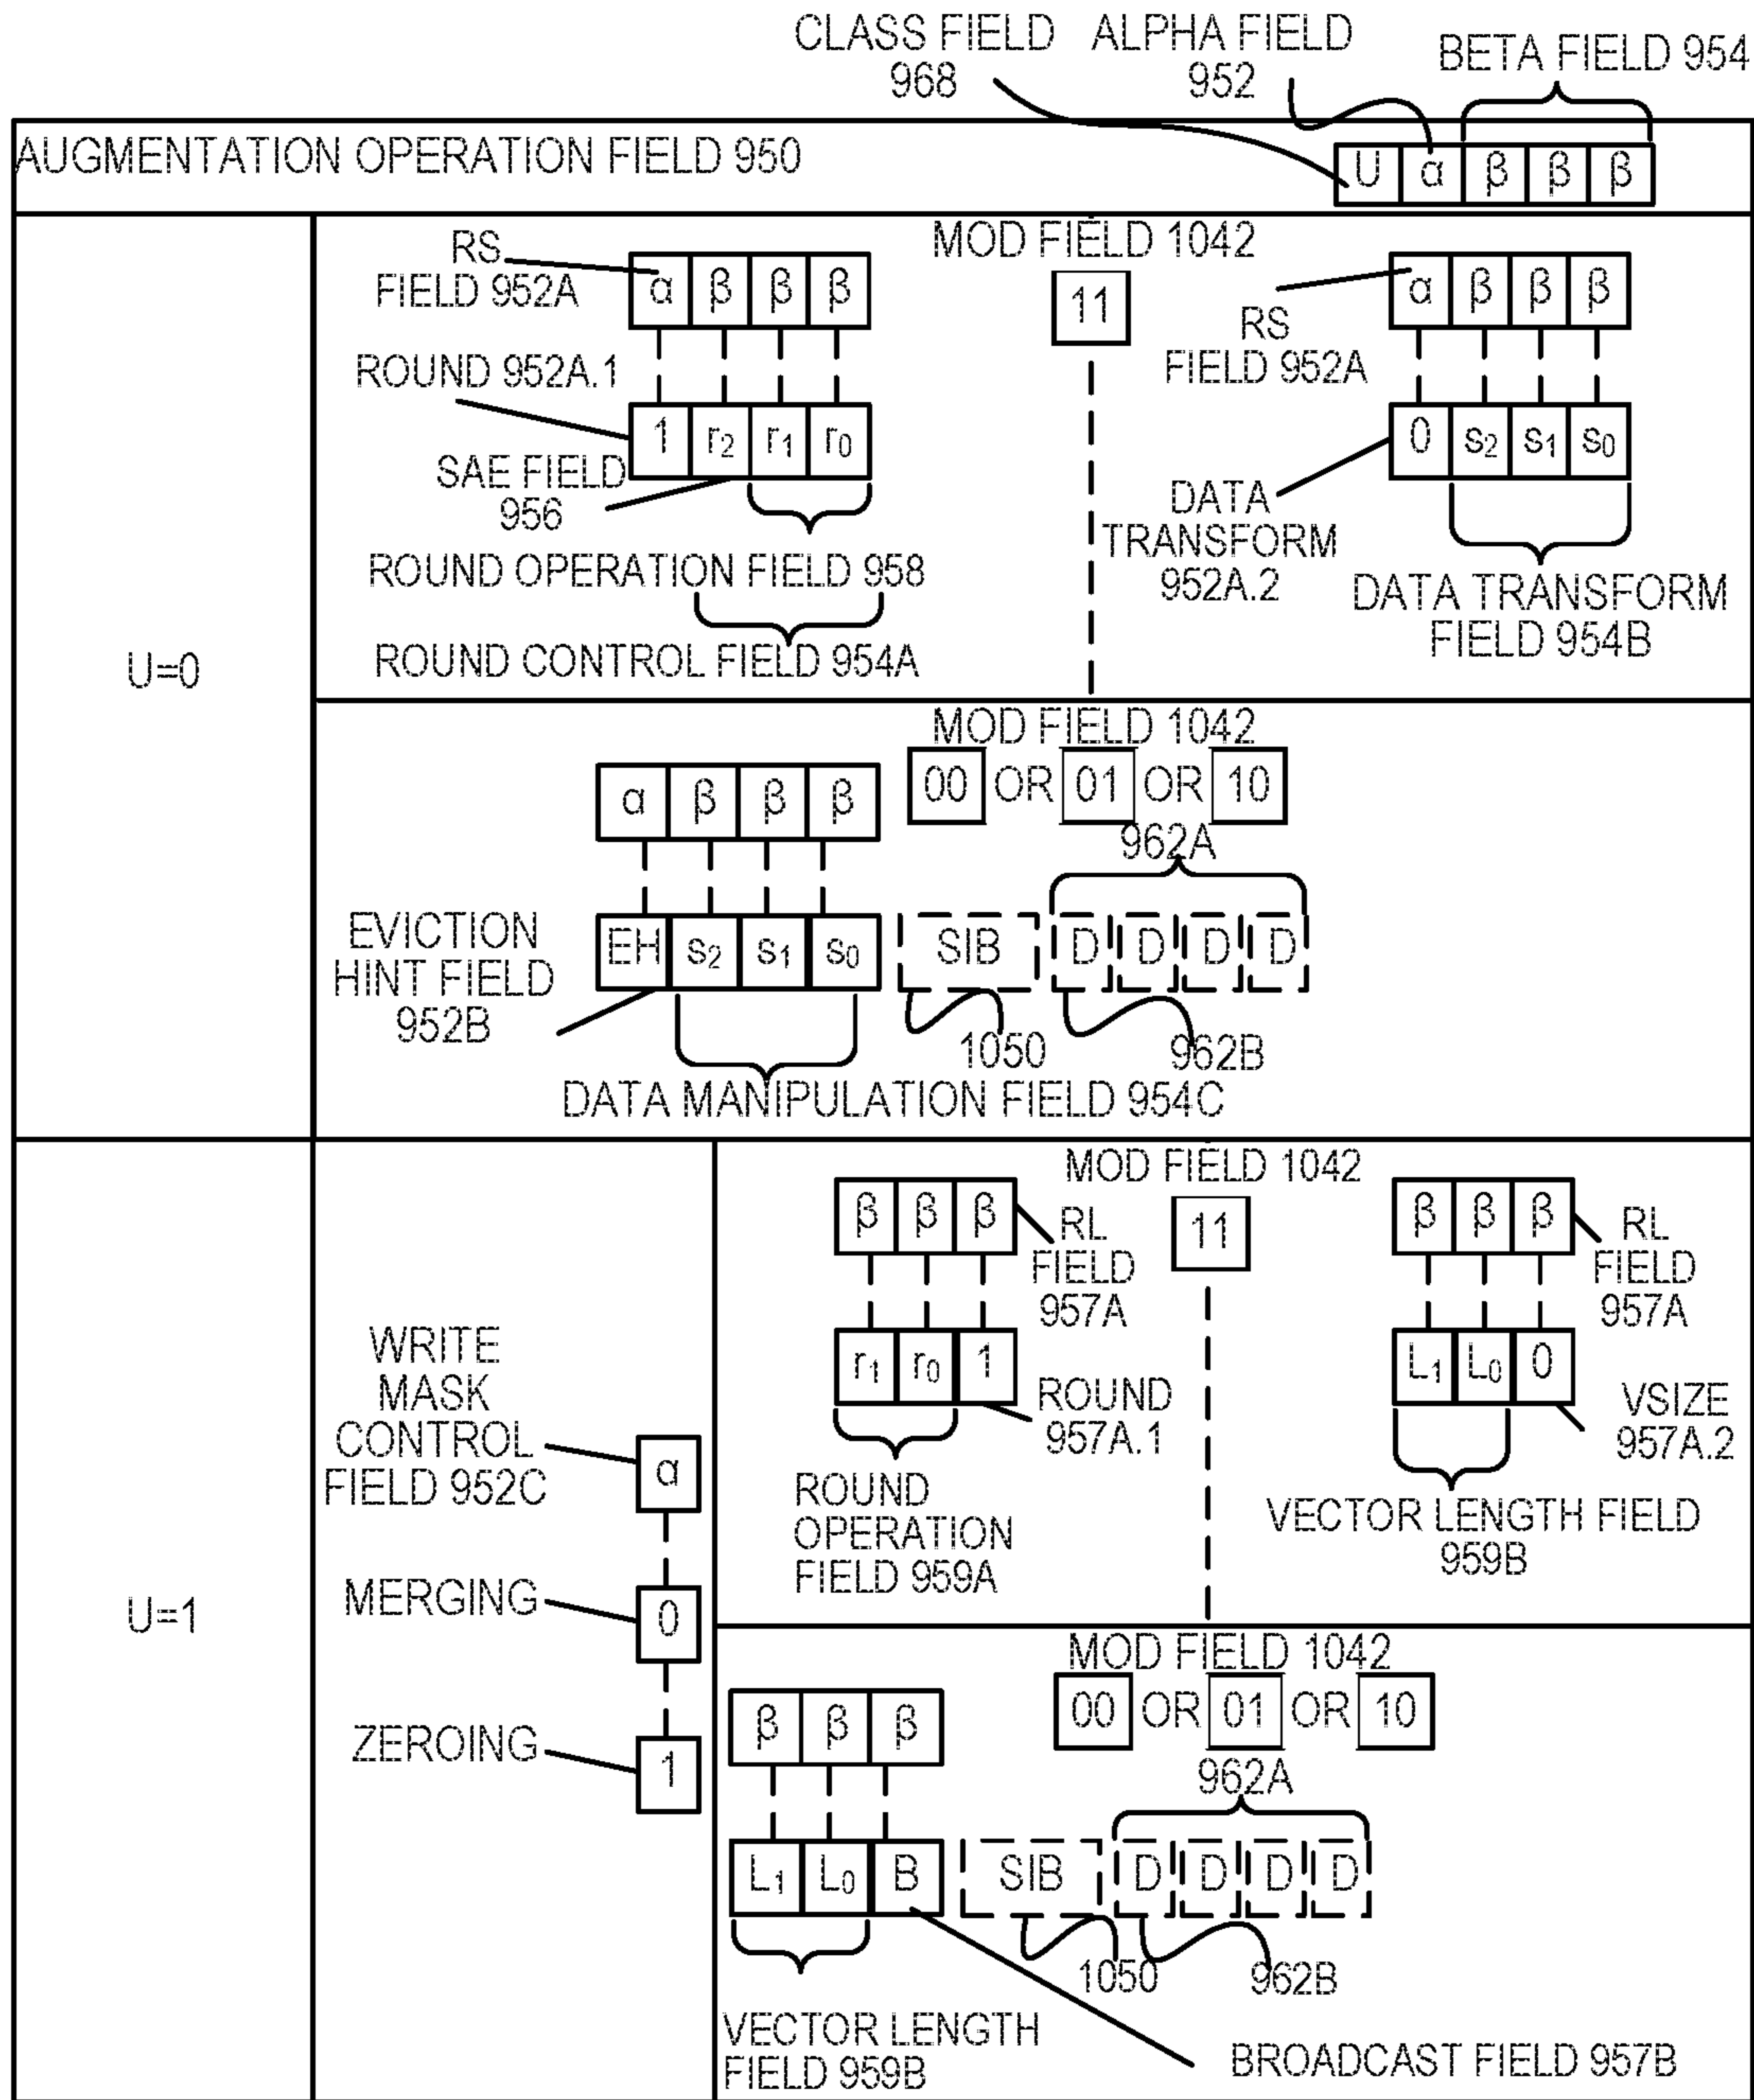 CLASS FIELD 968
ALPHA FIELD 952
BETA FIELD 954
AUGMENTATION OPERATION FIELD 950
U α β β β
U=0
MOD FIELD 1042
11
RS
FIELD 952A
α β β β
ROUND 952A.1
1 r₂ r₁ r₀
SAE FIELD
956
ROUND OPERATION FIELD 958
ROUND CONTROL FIELD 954A
α β β β
RS
FIELD 952A
0 s₂ s₁ s₀
DATA
TRANSFORM
952A.2
DATA TRANSFORM
FIELD 954B
MOD FIELD 1042
00 OR 01 OR 10
α β β β
962A
EVICTION
HINT FIELD
952B
EH s₂ s₁ s₀ SIB D D D D
1050
962B
DATA MANIPULATION FIELD 954C
U=1
WRITE
MASK
CONTROL
FIELD 952C
α
MERGING
0
ZEROING
1
MOD FIELD 1042
11
β β β
RL
FIELD
957A
r₁ r₀ 1
ROUND
957A.1
ROUND
OPERATION
FIELD 959A
β β β
RL
FIELD
957A
L₁ L₀ 0
VSIZE
957A.2
VECTOR LENGTH FIELD
959B
MOD FIELD 1042
00 OR 01 OR 10
β β β
962A
L₁ L₀ B SIB D D D D
1050
962B
VECTOR LENGTH
FIELD 959B
BROADCAST FIELD 957B